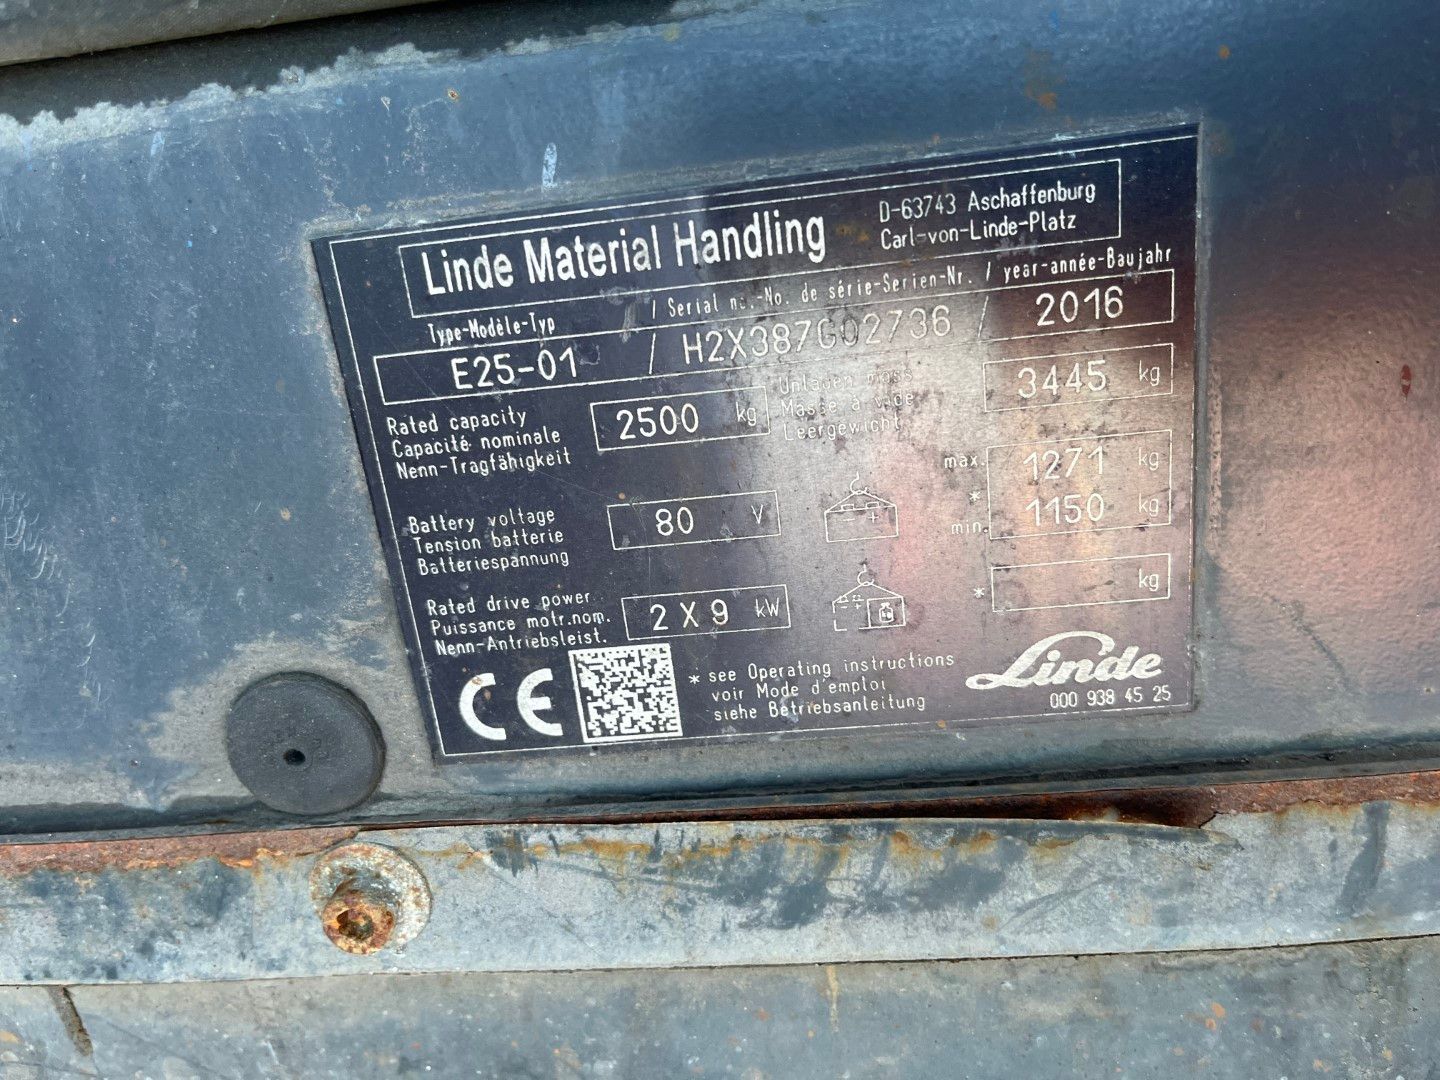 Linde Material Handling
D-63743 Aschaffenburg
Carl-von-Linde-Platz
Type-Modèle-Typ / Serial no.-No. de série-Serien-Nr. / year-année-Baujahr
E25-01 / H2X387G02736 / 2016
Rated capacity
Capacité nominale
Nenn-Tragfähigkeit
2500 kg
Unladen mass
Masse à vide
Leergewicht
3445 kg
Battery voltage
Tension batterie
Batteriespannung
80 V
- +
max. 1271 kg
*
min. 1150 kg
Rated drive power
Puissance motr.nom.
Nenn-Antriebsleist.
2 X 9 kW
- +
* kg
CE
* see Operating instructions
voir Mode d'emploi
siehe Betriebsanleitung
Linde
000 938 45 25